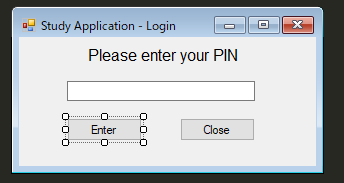 Study Application - Login
Please enter your PIN
Enter
Close